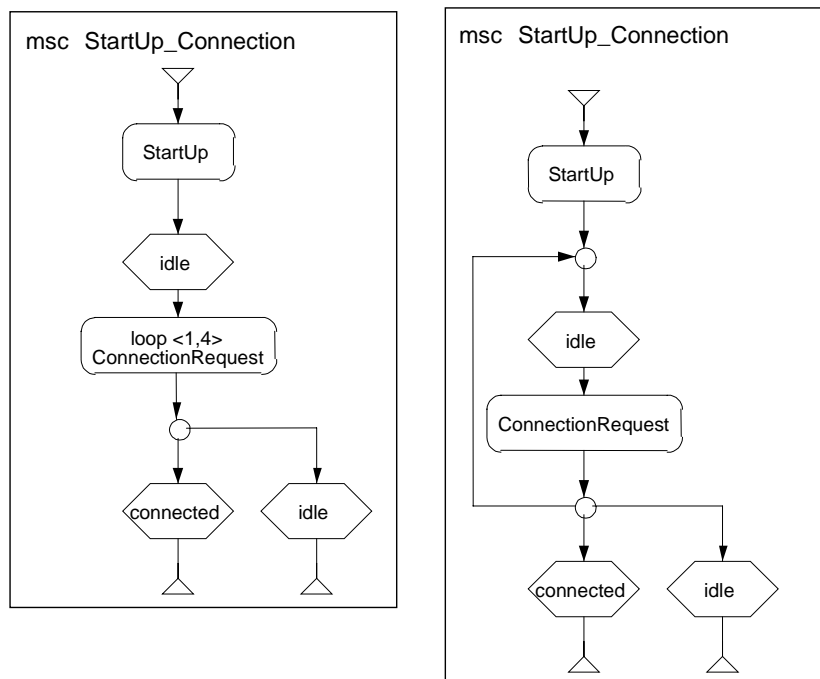 msc StartUp_Connection
StartUp
idle
loop <1,4>
ConnectionRequest
connected
idle
msc StartUp_Connection
StartUp
idle
ConnectionRequest
connected
idle